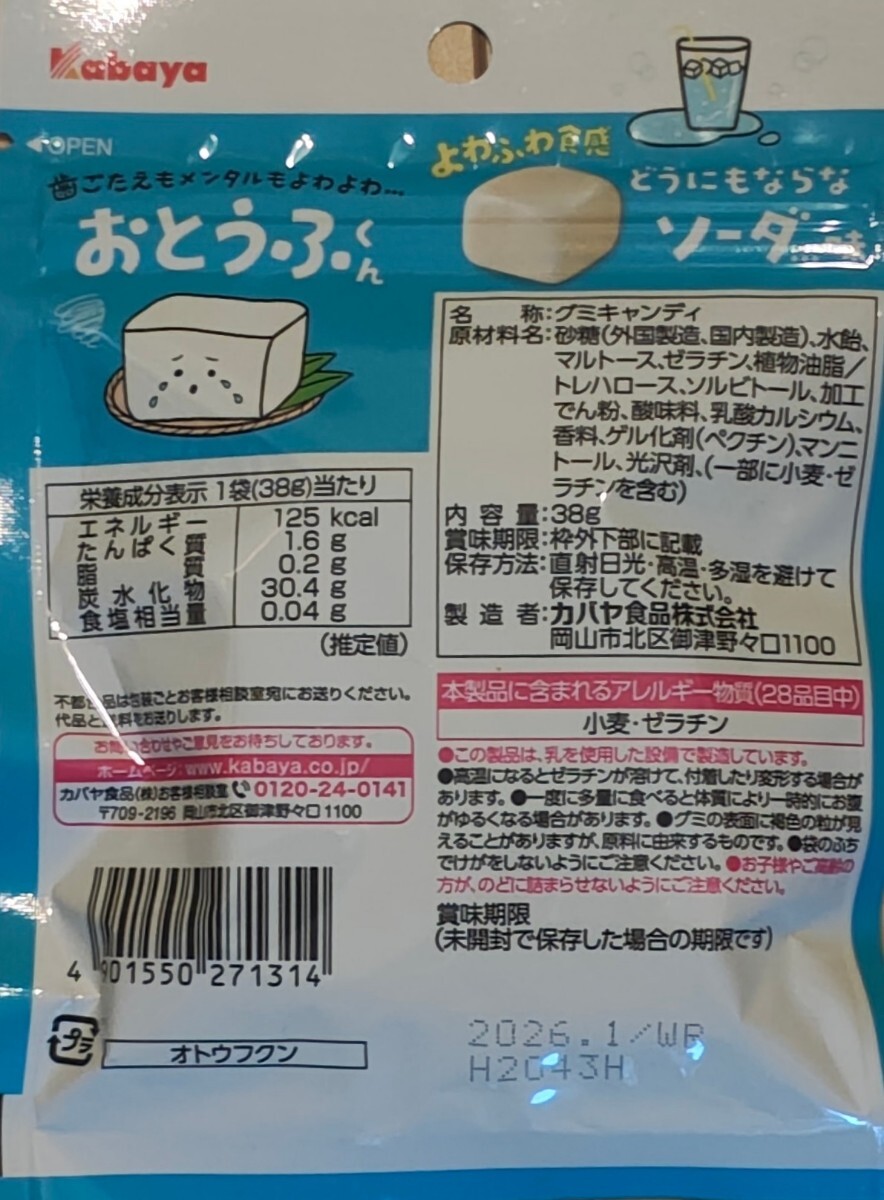 Kabaya
OPEN
歯ごたえもメンタルもよわよわ…
おとうふくん
よわふわ食感
どうにもならな
ソーダ
名称:グミキャンディ
原材料名:砂糖(外国製造、国内製造)、水飴、
マルトース、ゼラチン、植物油脂/
トレハロース、ソルビトール、加工
でん粉、酸味料、乳酸カルシウム、
香料、ゲル化剤(ペクチン)、マンニ
トール、光沢剤、(一部に小麦・ゼ
ラチンを含む)
内容量:38g
賞味期限:枠外下部に記載
保存方法:直射日光・高温・多湿を避けて
保存してください。
製造者:カバヤ食品株式会社
岡山市北区御津野々口1100
栄養成分表示 1袋(38g)当たり
エネルギー 125 kcal
たんぱく質 1.6 g
脂質 0.2 g
炭水化物 30.4 g
食塩相当量 0.04 g
(推定値)
本製品に含まれるアレルギー物質(28品目中)
小麦・ゼラチン
●この製品は、乳を使用した設備で製造しています。
●高温になるとゼラチンが溶けて、付着したり変形する場合が
あります。●一度に多量に食べると体質により一時的にお腹
がゆるくなる場合があります。●グミの表面に褐色の粒が見
えることがありますが、原料に由来するものです。●袋のふち
でけがをしないようにご注意ください。●お子様やご高齢の
方が、のどに詰まらせないようにご注意ください。
賞味期限
(未開封で保存した場合の期限です)
2026.1/WR
H2043H
不都 品は包装ごとお客様相談室宛にお送りください。
代品と 料をお送りします。
お問い合わせやご意見をお待ちしております。
ホームページ:www.kabaya.co.jp/
カバヤ食品(株)お客様相談室 0120-24-0141
〒709-2196 岡山市北区御津野々口1100
4 901550 271314
プラ
オトウフクン